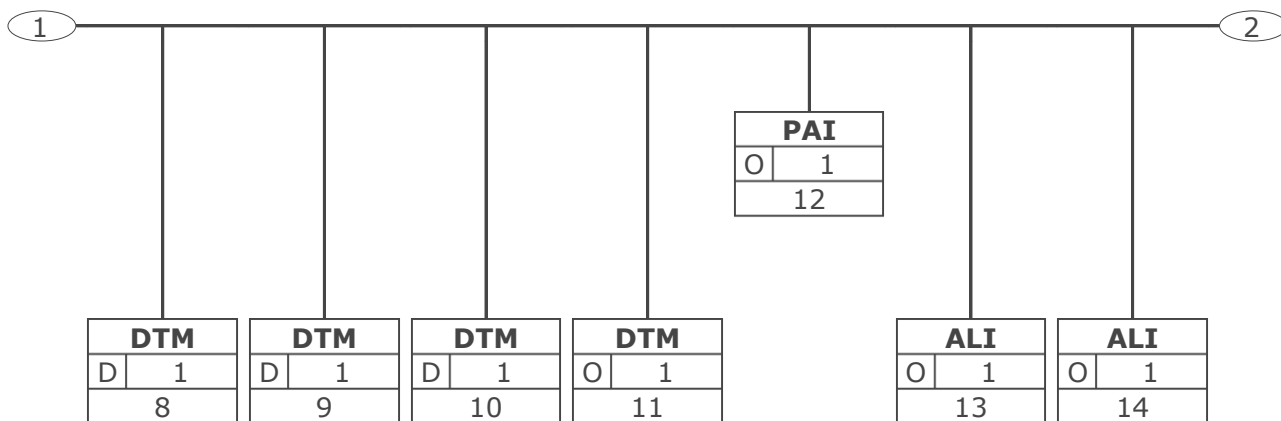 1 2
PAI
O 1
12
DTM DTM DTM DTM ALI ALI
D 1 D 1 D 1 O 1 O 1 O 1
8 9 10 11 13 14